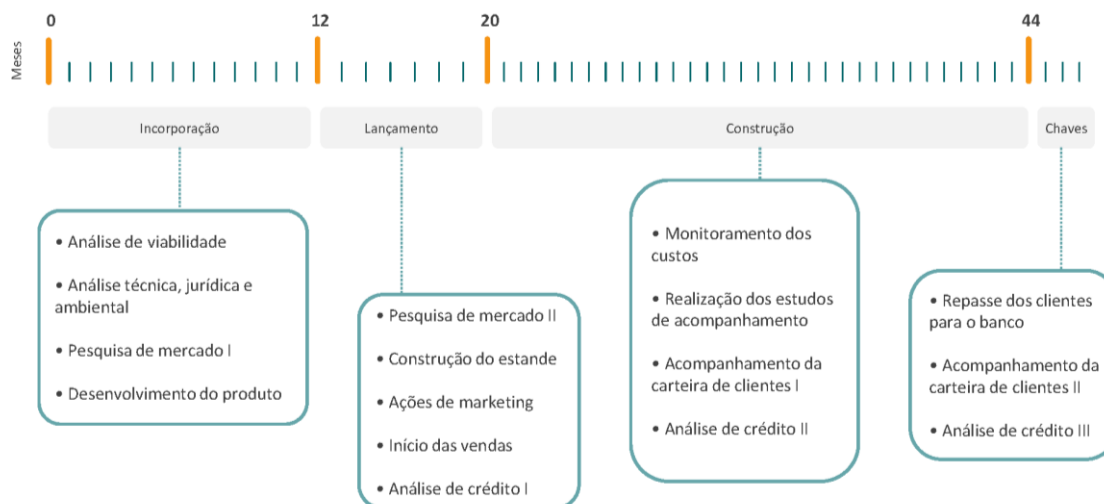 0
12
20
44
Meses
Incorporação
Lançamento
Construção
Chaves
• Análise de viabilidade
• Análise técnica, jurídica e
ambiental
• Pesquisa de mercado I
• Desenvolvimento do produto
• Pesquisa de mercado II
• Construção do estande
• Ações de marketing
• Início das vendas
• Análise de crédito I
• Monitoramento dos
custos
• Realização dos estudos
de acompanhamento
• Acompanhamento da
carteira de clientes I
• Análise de crédito II
• Repasse dos clientes
para o banco
• Acompanhamento da
carteira de clientes II
• Análise de crédito III